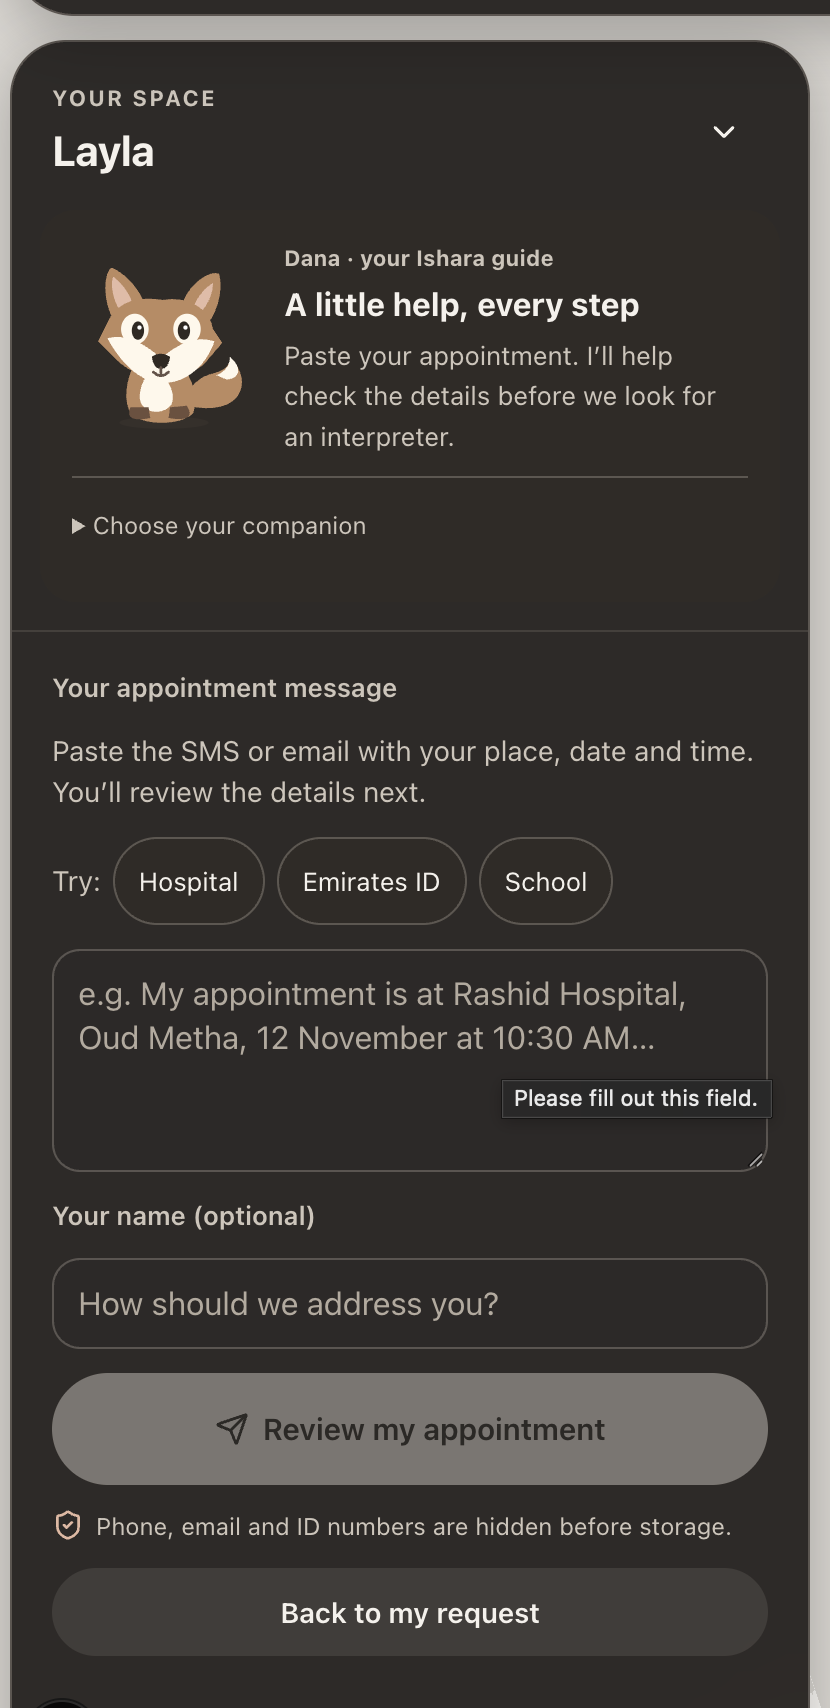 YOUR SPACE
Layla
Dana · your Ishara guide
A little help, every step
Paste your appointment. I’ll help
check the details before we look for
an interpreter.
Choose your companion
Your appointment message
Paste the SMS or email with your place, date and time.
You’ll review the details next.
Try: Hospital Emirates ID School
e.g. My appointment is at Rashid Hospital,
Oud Metha, 12 November at 10:30 AM...
Please fill out this field.
Your name (optional)
How should we address you?
Review my appointment
Phone, email and ID numbers are hidden before storage.
Back to my request